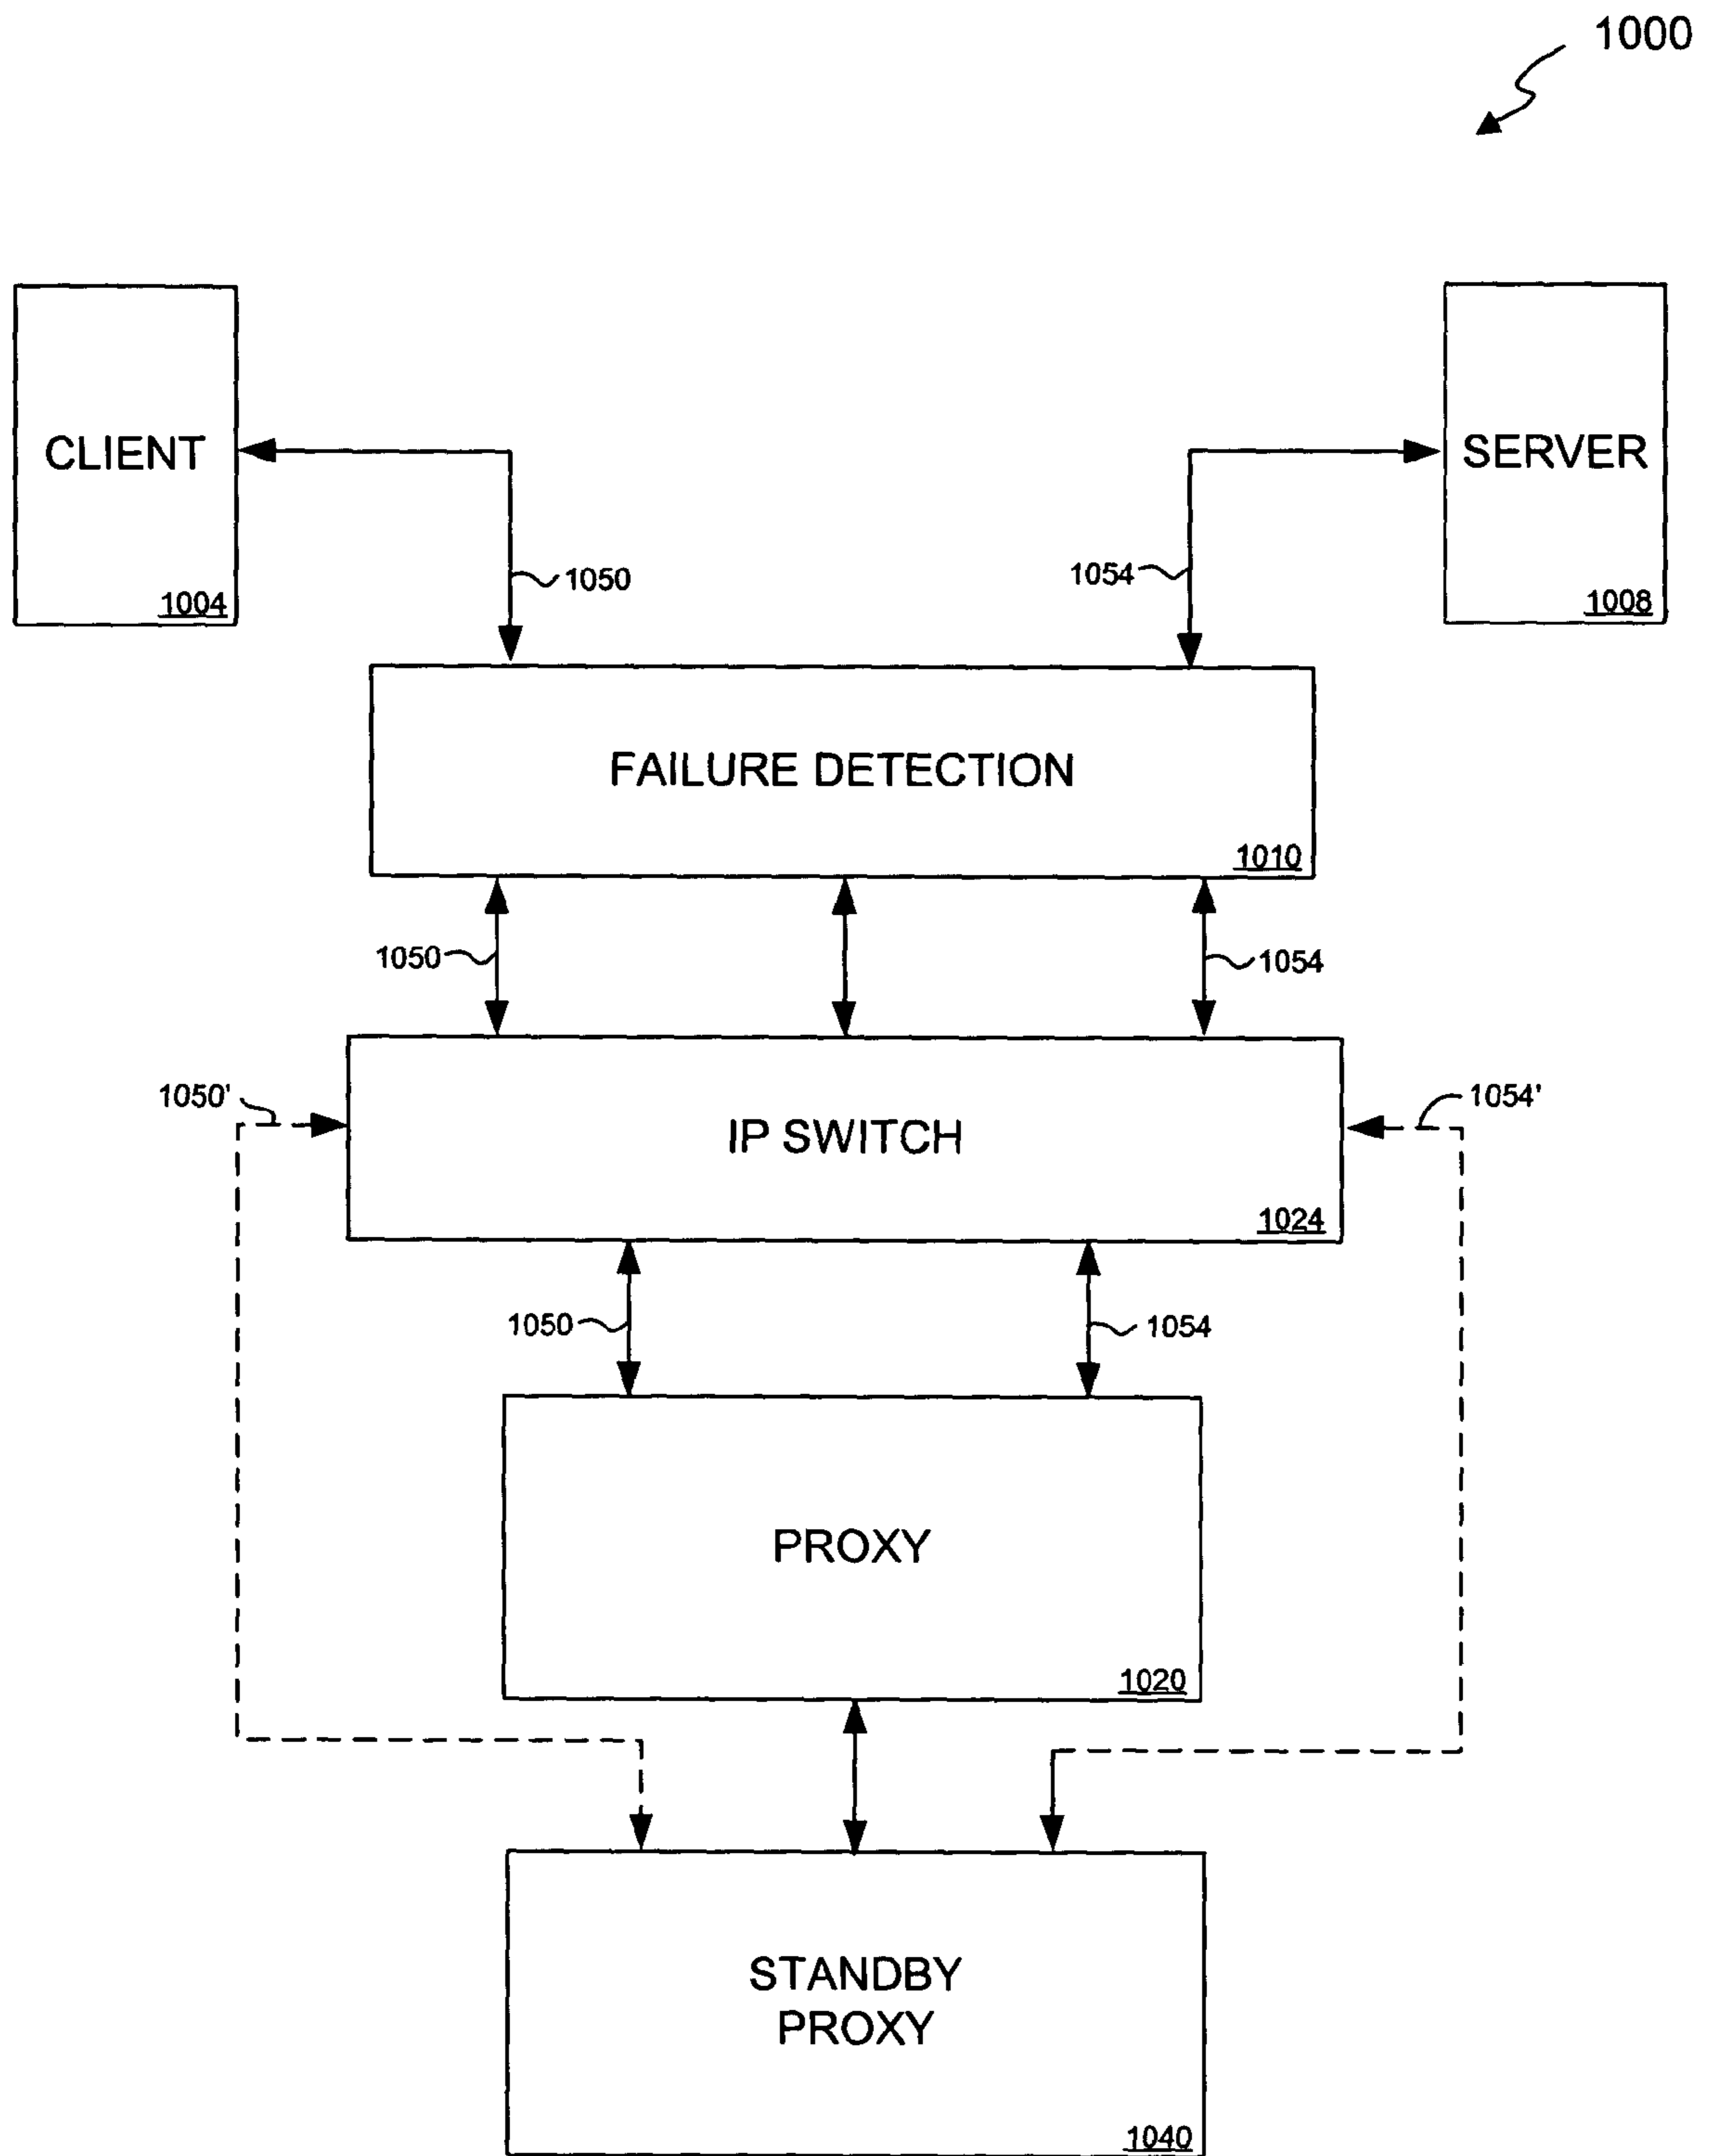 1000
CLIENT
1004
SERVER
1008
1050
1054
FAILURE DETECTION
1010
1050
1054
1050'
1054'
IP SWITCH
1024
1050
1054
PROXY
1020
STANDBY
PROXY
1040